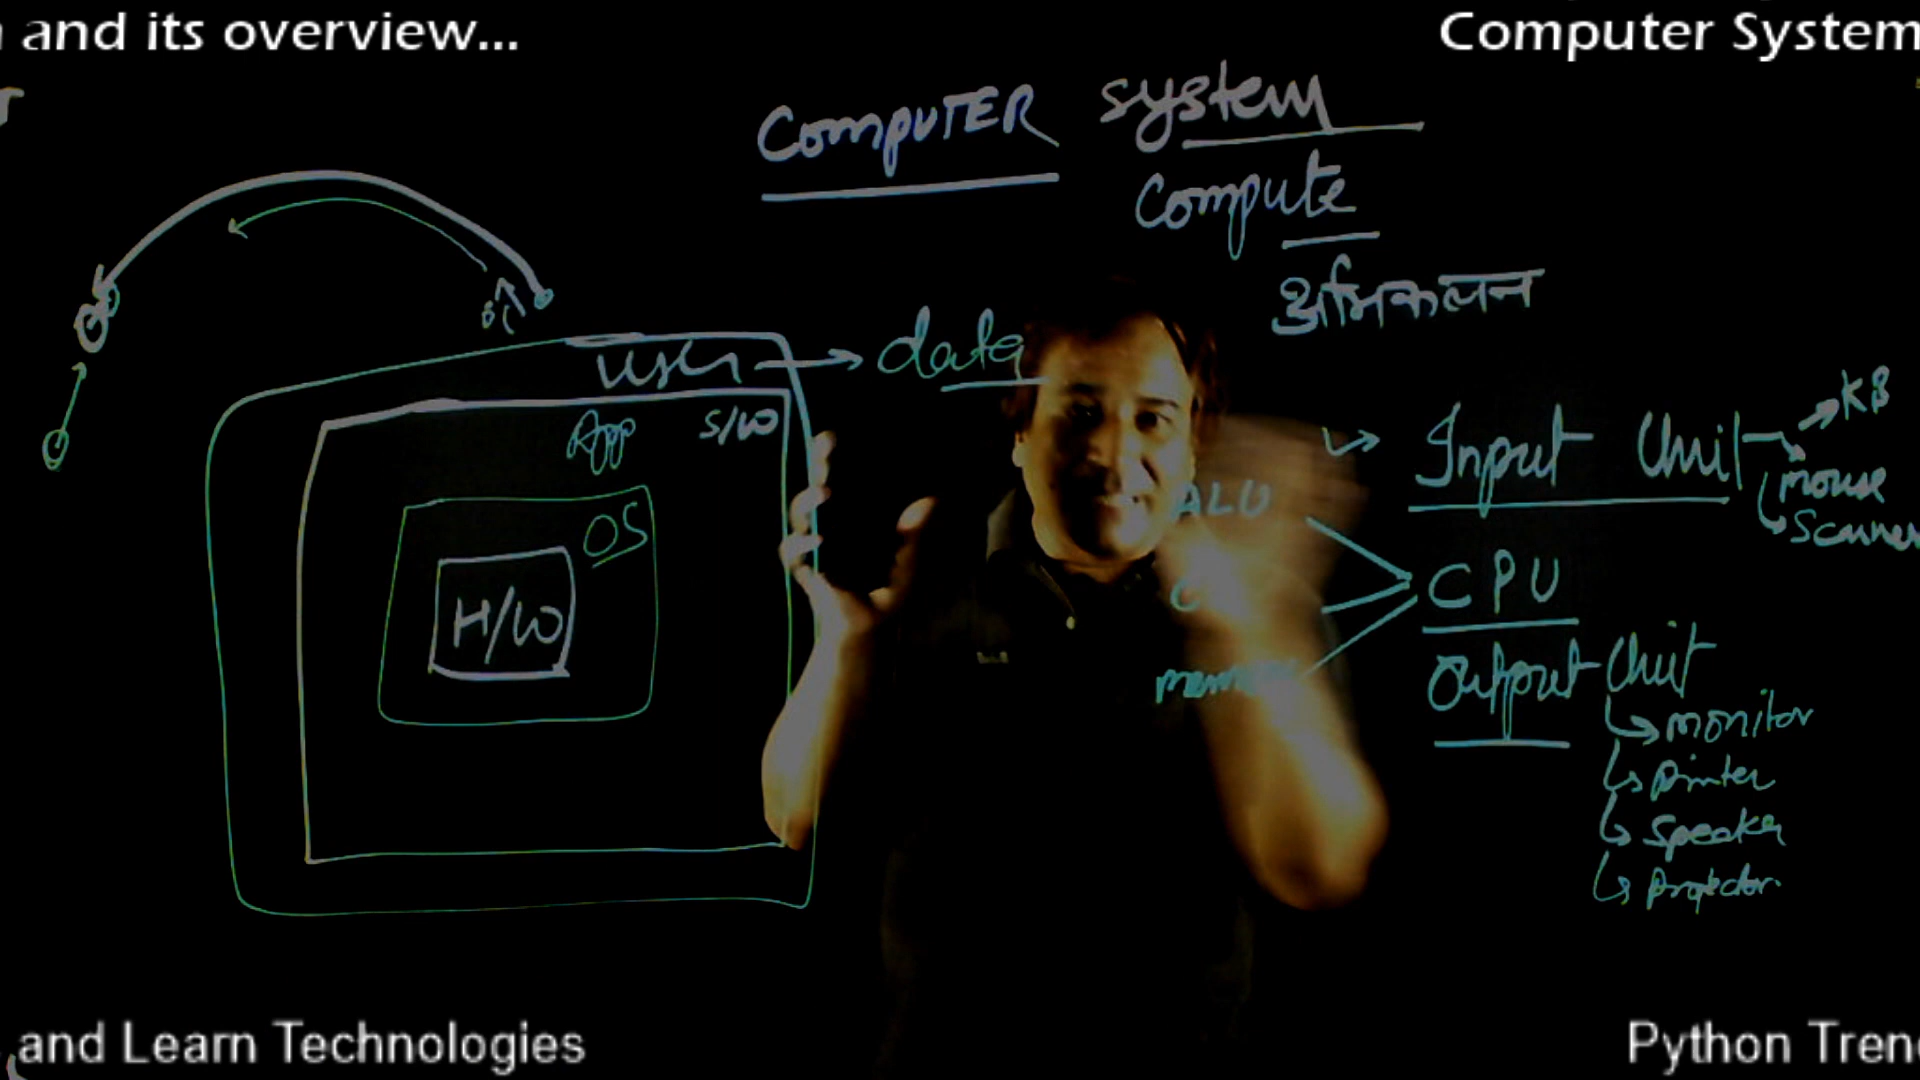 and its overview...
Computer System
COMPUTER System
Compute
अभिकलन
user → data
App S/W
OS
H/W
Input Unit
KB
mouse
Scanner
ALU
CPU
Output Unit
monitor
printer
Speaker
projector
and Learn Technologies
Python